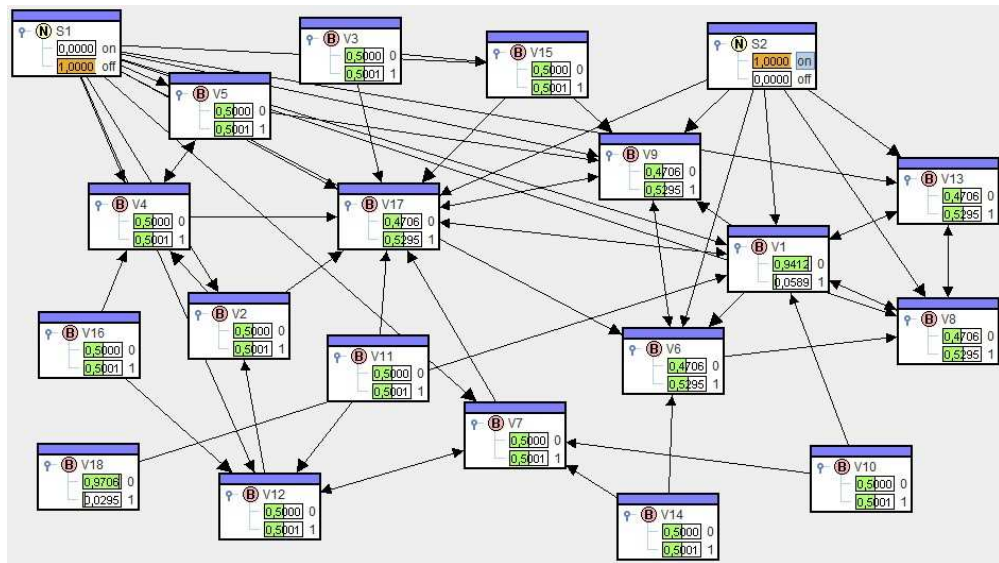 N S1
0,0000 on
1,0000 off
B V3
0,5000 0
0,5001 1
B V15
0,5000 0
0,5001 1
N S2
1,0000 on
0,0000 off
B V5
0,5000 0
0,5001 1
B V9
0,4706 0
0,5295 1
B V13
0,4706 0
0,5295 1
B V4
0,5000 0
0,5001 1
B V17
0,4706 0
0,5295 1
B V1
0,9412 0
0,0589 1
B V2
0,5000 0
0,5001 1
B V8
0,4706 0
0,5295 1
B V16
0,5000 0
0,5001 1
B V11
0,5000 0
0,5001 1
B V6
0,4706 0
0,5295 1
B V7
0,5000 0
0,5001 1
B V18
0,9706 0
0,0295 1
B V12
0,5000 0
0,5001 1
B V10
0,5000 0
0,5001 1
B V14
0,5000 0
0,5001 1